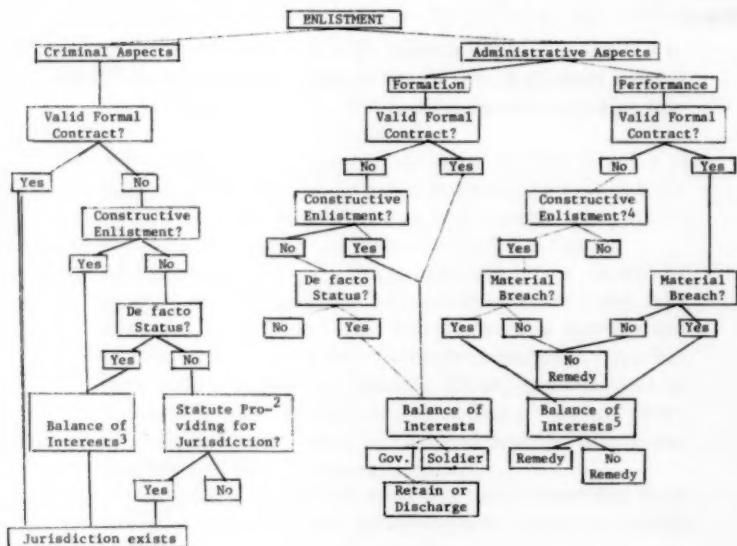 ENLISTMENT
Criminal Aspects
Administrative Aspects
Formation
Performance
Valid Formal
Contract?
Valid Formal
Contract?
Valid Formal
Contract?
Yes
No
No
Yes
No
Yes
Constructive
Enlistment?
Constructive
Enlistment?
Constructive
Enlistment?4
Yes
No
No
Yes
Yes
No
De facto
Status?
De facto
Status?
Material
Breach?
Material
Breach?
Yes
No
No
Yes
Yes
No
No
Yes
No
Remedy
Balance of
Interests3
Statute Pro-2
viding for
Jurisdiction?
Balance of
Interests
Balance of
Interests5
Gov.
Soldier
Remedy
No
Remedy
Yes
No
Retain or
Discharge
Jurisdiction exists